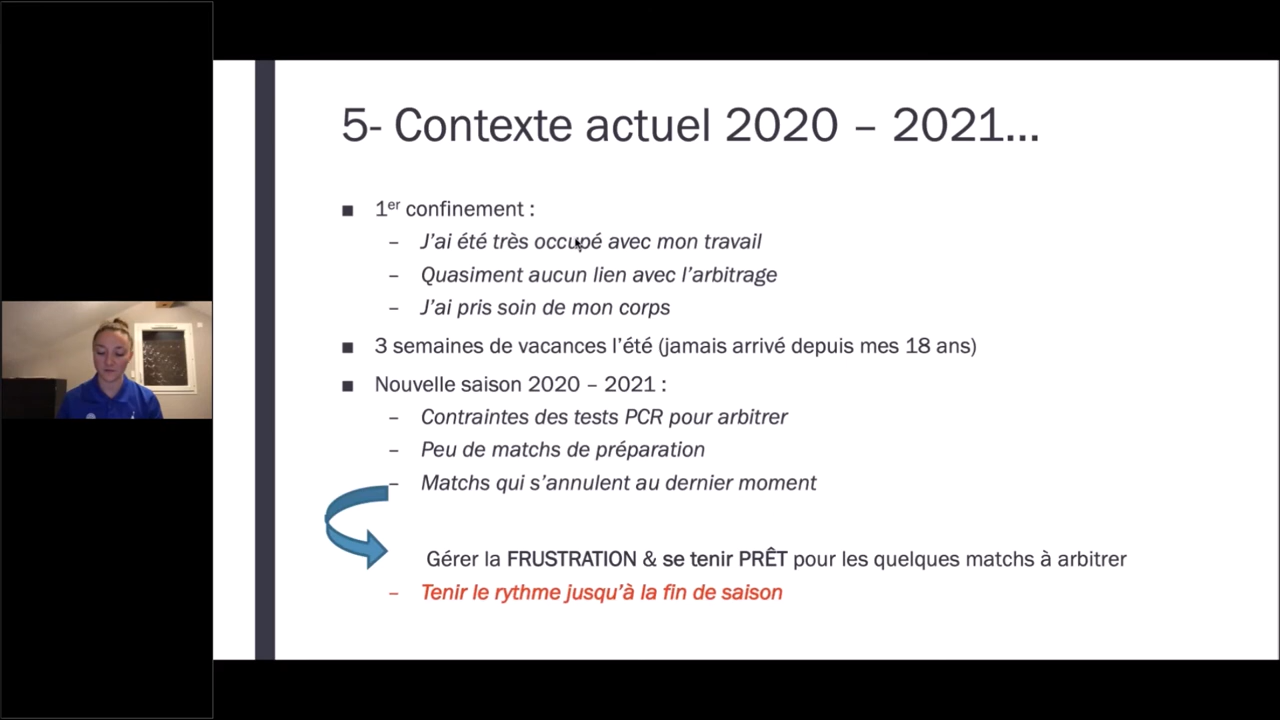 5- Contexte actuel 2020 – 2021...
■ 1er confinement :
– J'ai été très occupé avec mon travail
– Quasiment aucun lien avec l'arbitrage
– J'ai pris soin de mon corps
■ 3 semaines de vacances l'été (jamais arrivé depuis mes 18 ans)
■ Nouvelle saison 2020 – 2021 :
– Contraintes des tests PCR pour arbitrer
– Peu de matchs de préparation
– Matchs qui s'annulent au dernier moment
Gérer la FRUSTRATION & se tenir PRÊT pour les quelques matchs à arbitrer
– Tenir le rythme jusqu'à la fin de saison